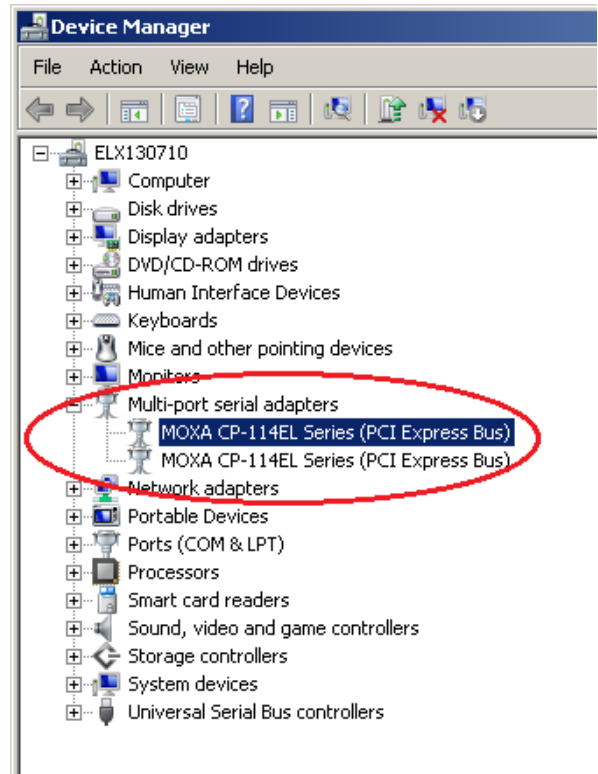 Device Manager
File Action View Help
ELX130710
Computer
Disk drives
Display adapters
DVD/CD-ROM drives
Human Interface Devices
Keyboards
Mice and other pointing devices
Monitors
Multi-port serial adapters
MOXA CP-114EL Series (PCI Express Bus)
MOXA CP-114EL Series (PCI Express Bus)
Network adapters
Portable Devices
Ports (COM & LPT)
Processors
Smart card readers
Sound, video and game controllers
Storage controllers
System devices
Universal Serial Bus controllers